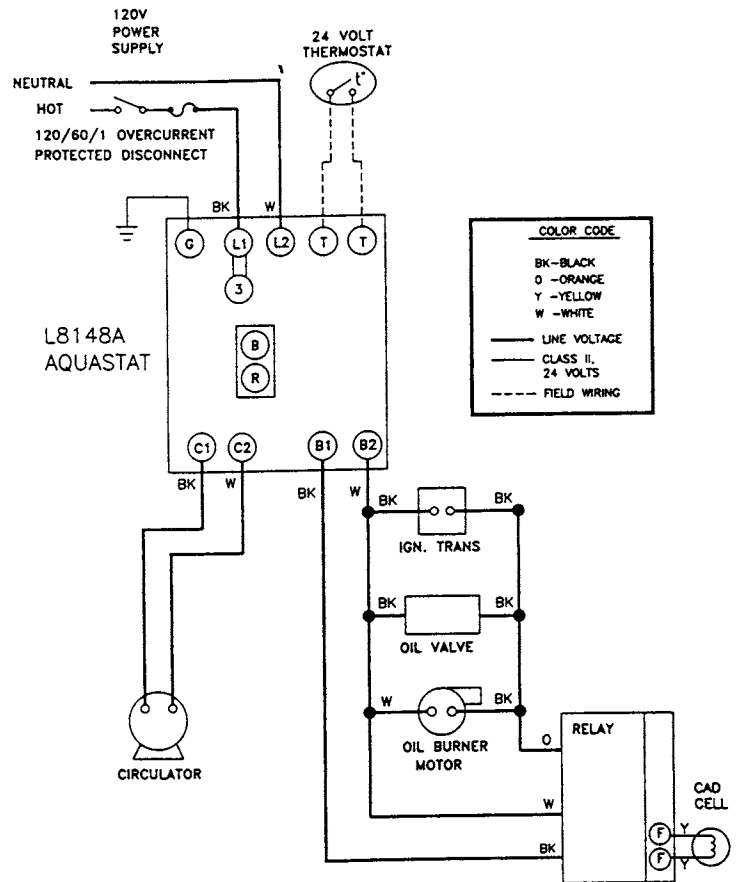 120V
POWER
SUPPLY
24 VOLT
THERMOSTAT
t°
NEUTRAL
HOT
120/60/1 OVERCURRENT
PROTECTED DISCONNECT
BK
W
G
L1
L2
T
T
3
COLOR CODE
BK-BLACK
O -ORANGE
Y -YELLOW
W -WHITE
LINE VOLTAGE
CLASS II,
24 VOLTS
FIELD WIRING
L8148A
AQUASTAT
B
R
C1
C2
B1
B2
BK
W
BK
W
BK
BK
IGN. TRANS
BK
BK
OIL VALVE
W
BK
OIL BURNER
MOTOR
CIRCULATOR
O
RELAY
W
BK
CAD
CELL
F
Y
F
Y